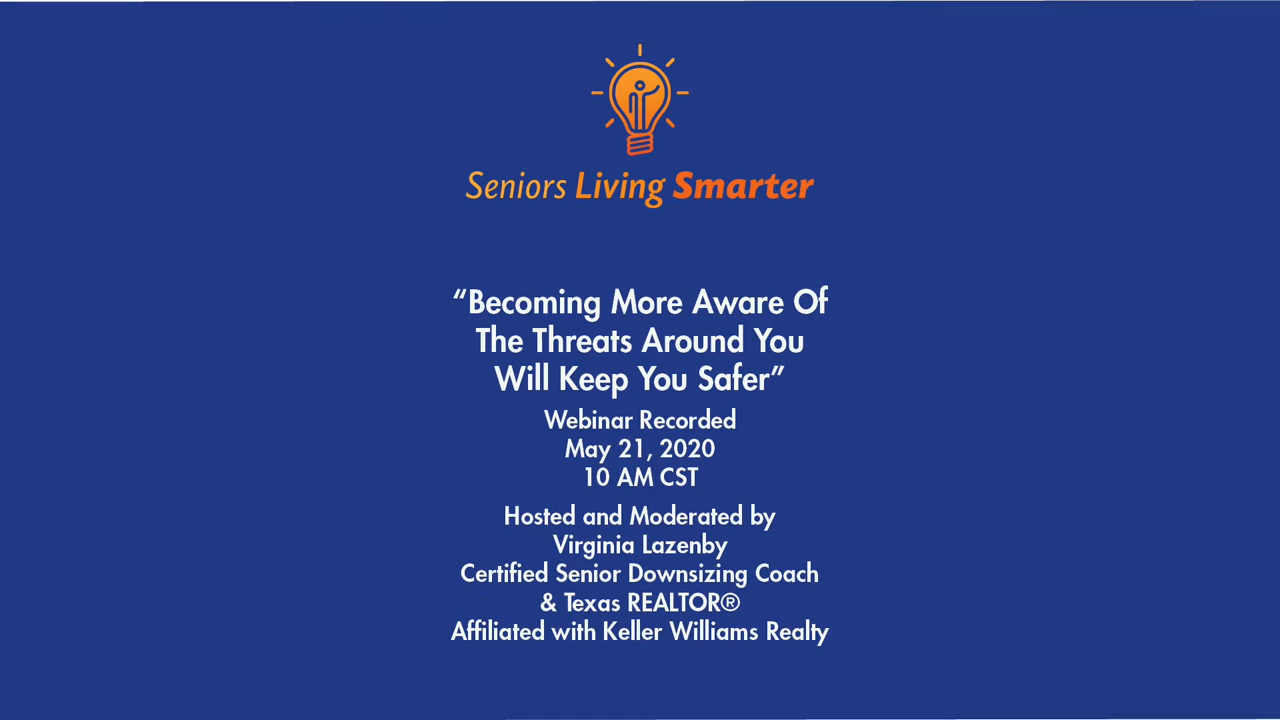 Seniors Living Smarter
“Becoming More Aware Of
The Threats Around You
Will Keep You Safer”
Webinar Recorded
May 21, 2020
10 AM CST
Hosted and Moderated by
Virginia Lazenby
Certified Senior Downsizing Coach
& Texas REALTOR®
Affiliated with Keller Williams Realty